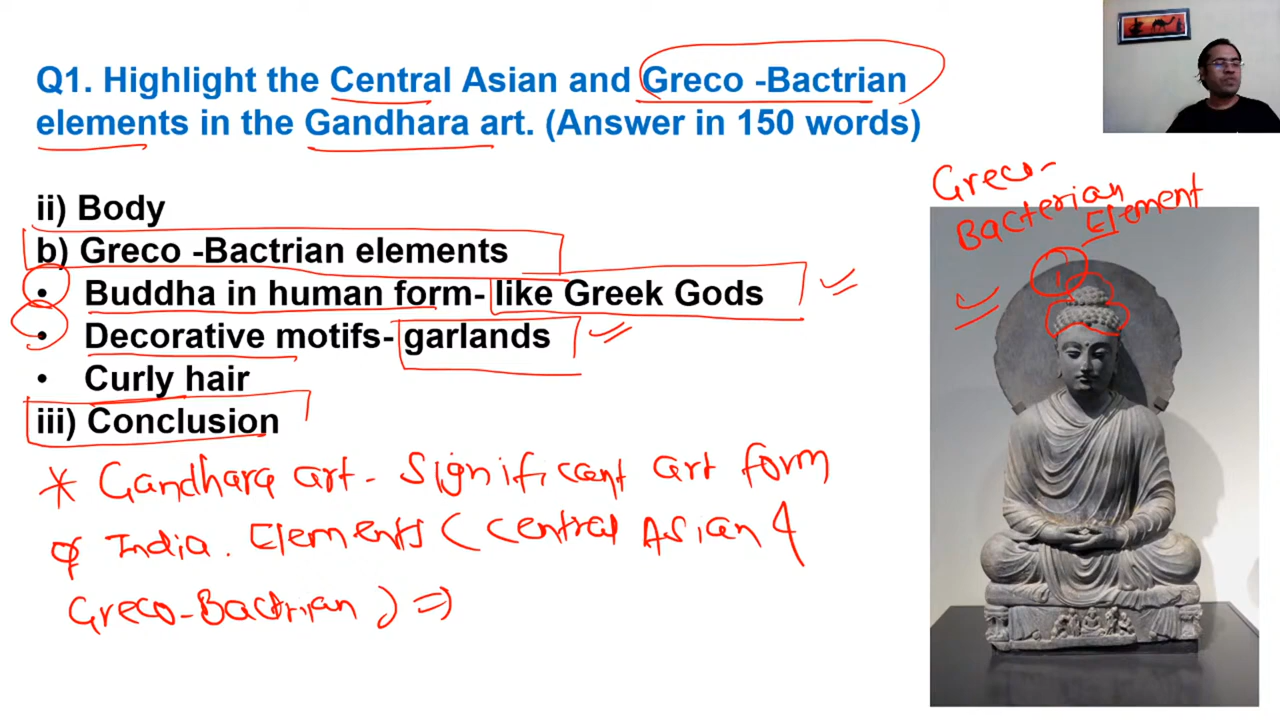 Q1. Highlight the Central Asian and Greco -Bactrian
elements in the Gandhara art. (Answer in 150 words)
ii) Body
b) Greco -Bactrian elements
• Buddha in human form- like Greek Gods
• Decorative motifs- garlands
• Curly hair
iii) Conclusion
* Gandhara art - Significant art form
of India. Elements (Central Asian &
Greco-Bactrian) ⇒
Greco-
Bacterian
Element